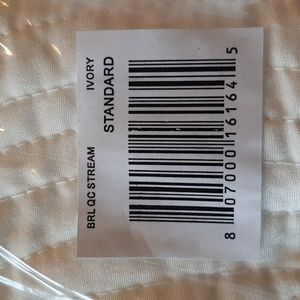 BRL QC STREAM IVORY
STANDARD
8 07000 16164 5